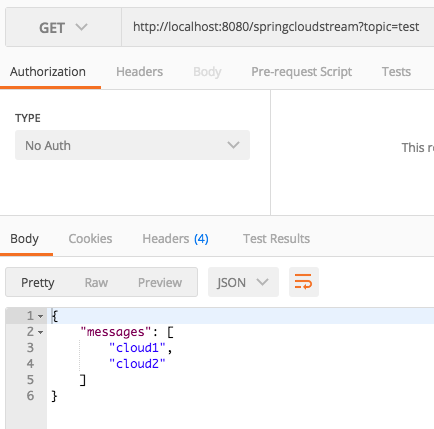 GET http://localhost:8080/springcloudstream?topic=test
Authorization Headers Body Pre-request Script Tests
TYPE
No Auth
This r
Body Cookies Headers (4) Test Results
Pretty Raw Preview JSON
1 {
2 "messages": [
3 "cloud1",
4 "cloud2"
5 ]
6 }